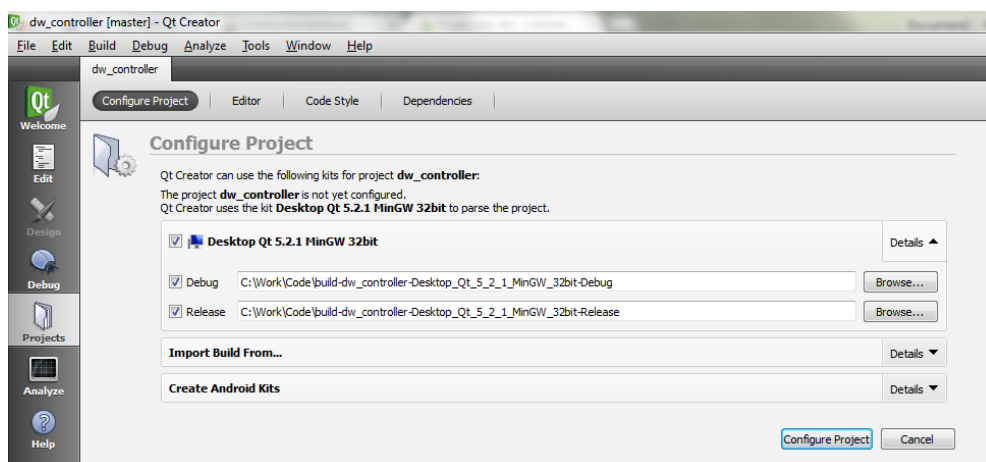 dw_controller [master] - Qt Creator
File Edit Build Debug Analyze Tools Window Help
dw_controller
Configure Project Editor Code Style Dependencies
Qt
Welcome
Edit
Design
Debug
Projects
Analyze
Help
Configure Project
Qt Creator can use the following kits for project dw_controller:
The project dw_controller is not yet configured.
Qt Creator uses the kit Desktop Qt 5.2.1 MinGW 32bit to parse the project.
Desktop Qt 5.2.1 MinGW 32bit Details
Debug C:\Work\Code\build-dw_controller-Desktop_Qt_5_2_1_MinGW_32bit-Debug Browse...
Release C:\Work\Code\build-dw_controller-Desktop_Qt_5_2_1_MinGW_32bit-Release Browse...
Import Build From... Details
Create Android Kits Details
Configure Project Cancel